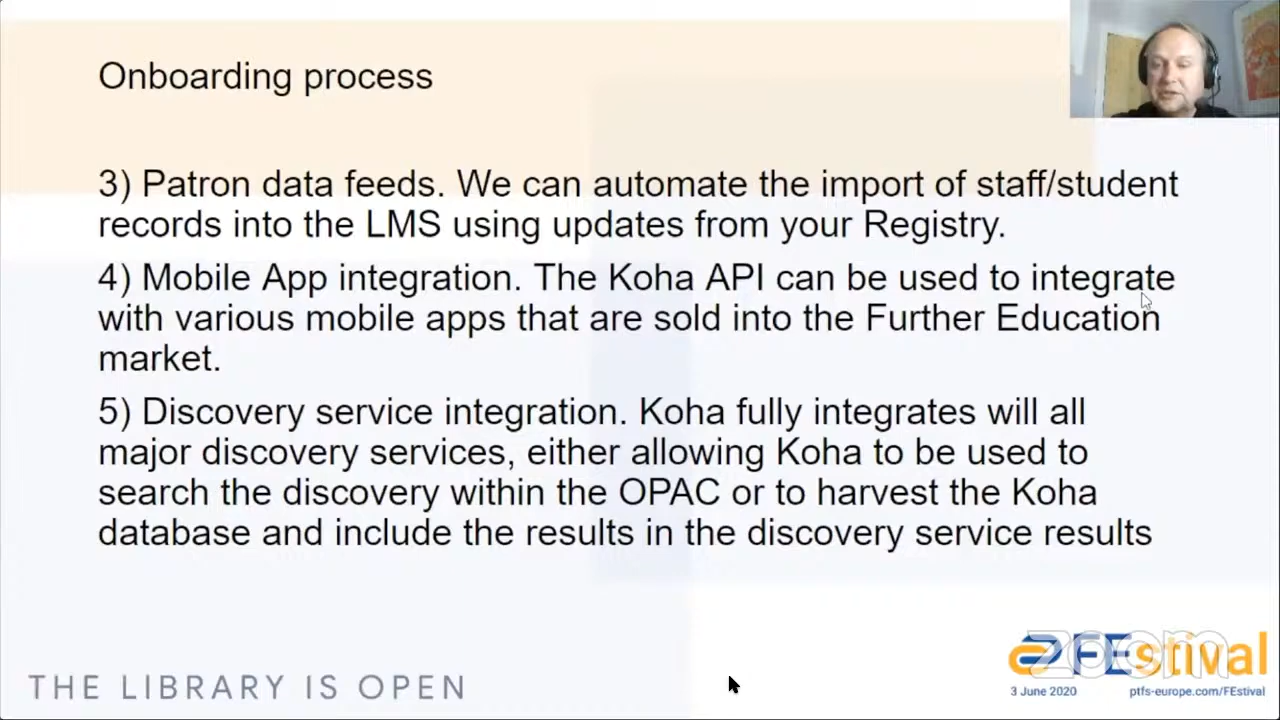 Onboarding process
3) Patron data feeds. We can automate the import of staff/student
records into the LMS using updates from your Registry.
4) Mobile App integration. The Koha API can be used to integrate
with various mobile apps that are sold into the Further Education
market.
5) Discovery service integration. Koha fully integrates will all
major discovery services, either allowing Koha to be used to
search the discovery within the OPAC or to harvest the Koha
database and include the results in the discovery service results
THE LIBRARY IS OPEN
FEstival
zoom
3 June 2020 ptfs-europe.com/FEstival